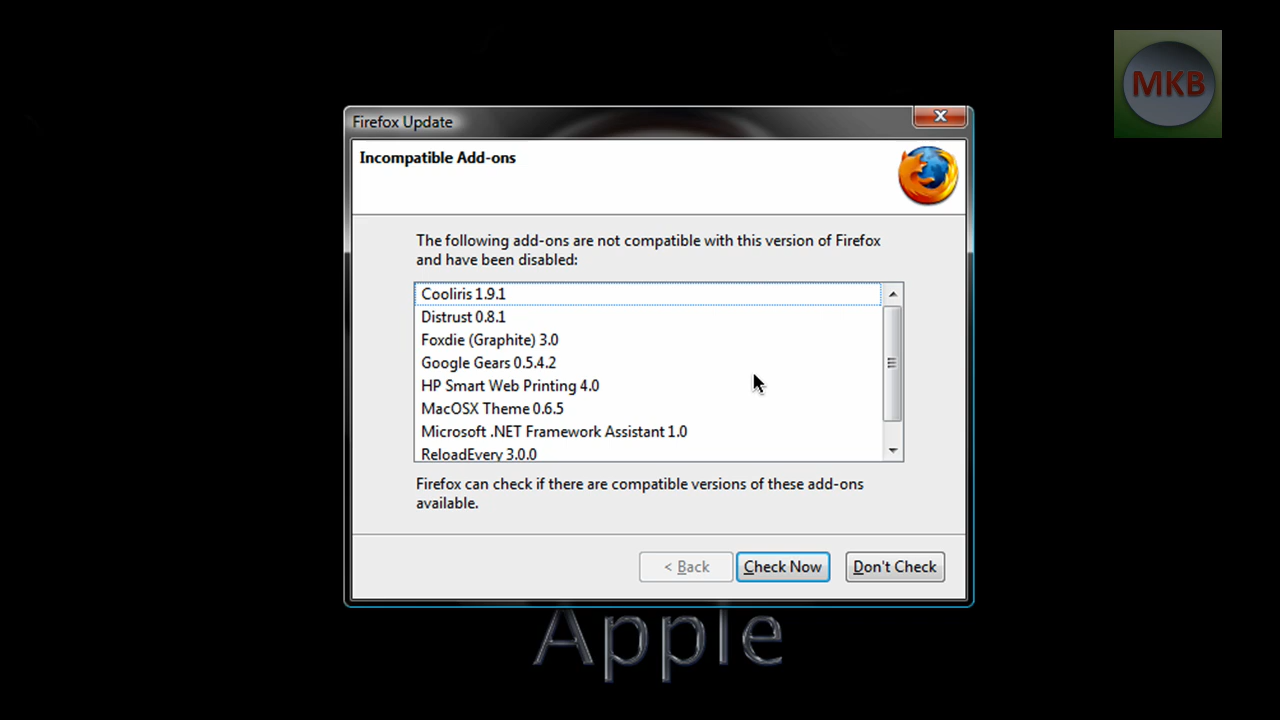 MKB
Firefox Update
Incompatible Add-ons
The following add-ons are not compatible with this version of Firefox
and have been disabled:
Cooliris 1.9.1
Distrust 0.8.1
Foxdie (Graphite) 3.0
Google Gears 0.5.4.2
HP Smart Web Printing 4.0
MacOSX Theme 0.6.5
Microsoft .NET Framework Assistant 1.0
ReloadEvery 3.0.0
Firefox can check if there are compatible versions of these add-ons
available.
< Back Check Now Don't Check
Apple